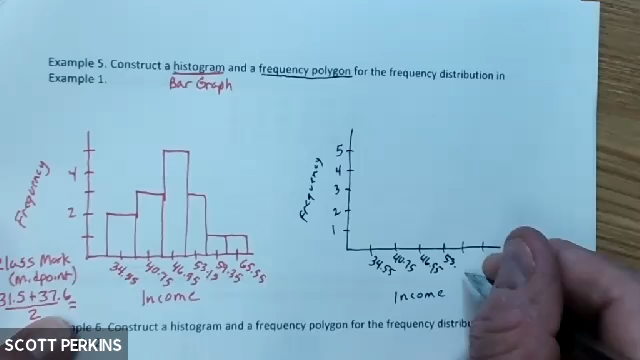 Example 5. Construct a histogram and a frequency polygon for the frequency distribution in
Example 1.
Bar Graph
Frequency
4
2
34.55 40.75 46.95 53.15 59.35 65.55
Income
Class Mark
(midpoint)
31.5+37.6 =
2
Frequency
5
4
3
2
1
34.55 40.75 46.95 53.
Income
ple 6. Construct a histogram and a frequency polygon for the frequency distribu
SCOTT PERKINS